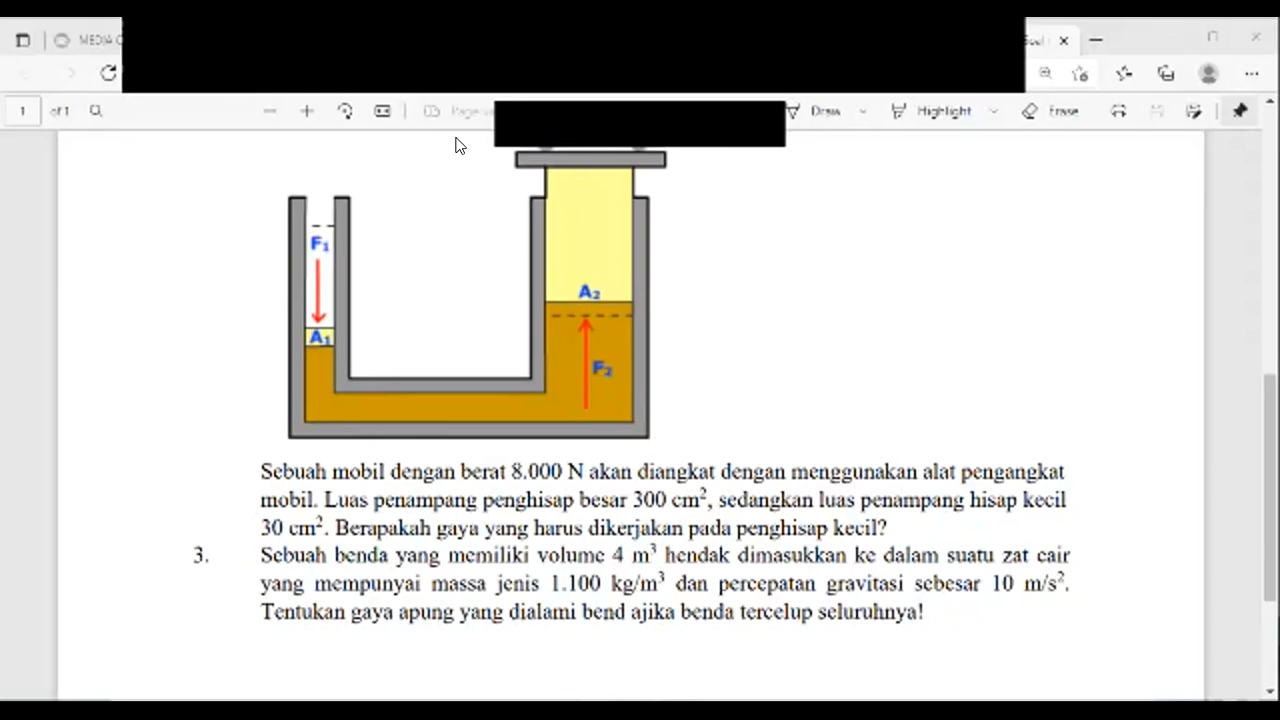 MEDIA
1 of 1
Draw
Highlight
Erase
F₁
A₁
A₂
F₂
Sebuah mobil dengan berat 8.000 N akan diangkat dengan menggunakan alat pengangkat
mobil. Luas penampang penghisap besar 300 cm², sedangkan luas penampang hisap kecil
30 cm². Berapakah gaya yang harus dikerjakan pada penghisap kecil?
3. Sebuah benda yang memiliki volume 4 m³ hendak dimasukkan ke dalam suatu zat cair
yang mempunyai massa jenis 1.100 kg/m³ dan percepatan gravitasi sebesar 10 m/s².
Tentukan gaya apung yang dialami bend ajika benda tercelup seluruhnya!